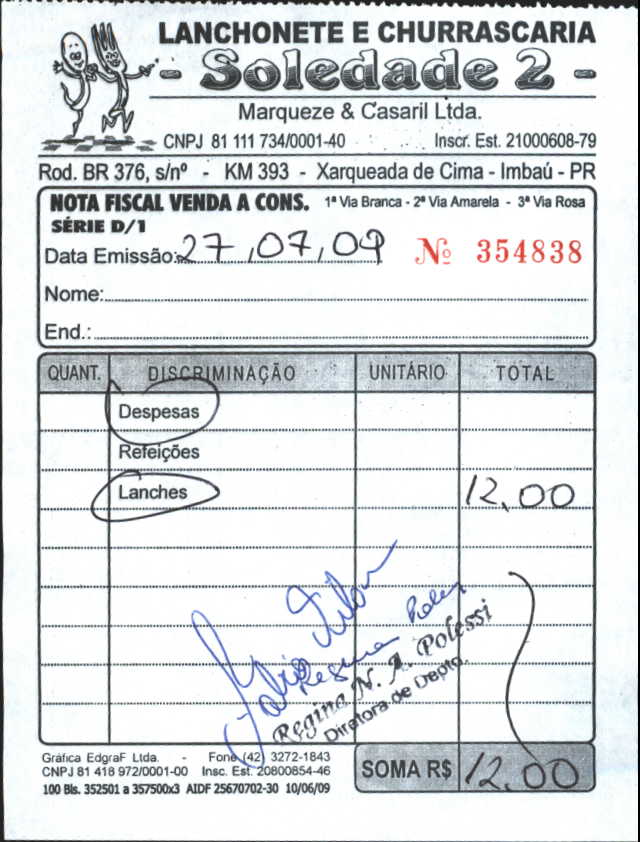 LANCHONETE E CHURRASCARIA
- Soledade 2 -
Marqueze & Casaril Ltda.
CNPJ 81 111 734/0001-40 Inscr. Est. 21000608-79
Rod. BR 376, s/nº - KM 393 - Xarqueada de Cima - Imbaú - PR
NOTA FISCAL VENDA A CONS. 1ª Via Branca - 2ª Via Amarela - 3ª Via Rosa
SÉRIE D/1
Data Emissão: 27,07,09 Nº 354838
Nome:
End.:
QUANT. DISCRIMINAÇÃO UNITÁRIO TOTAL
Despesas
Refeições
Lanches 12,00
Regina N. A. Polessi
Diretora de Depto.
Gráfica EdgraF Ltda. - Fone (42) 3272-1843
CNPJ 81 418 972/0001-00 Insc. Est. 20800854-46
100 Bls. 352501 a 357500x3 AIDF 25670702-30 10/06/09
SOMA R$ 12,00